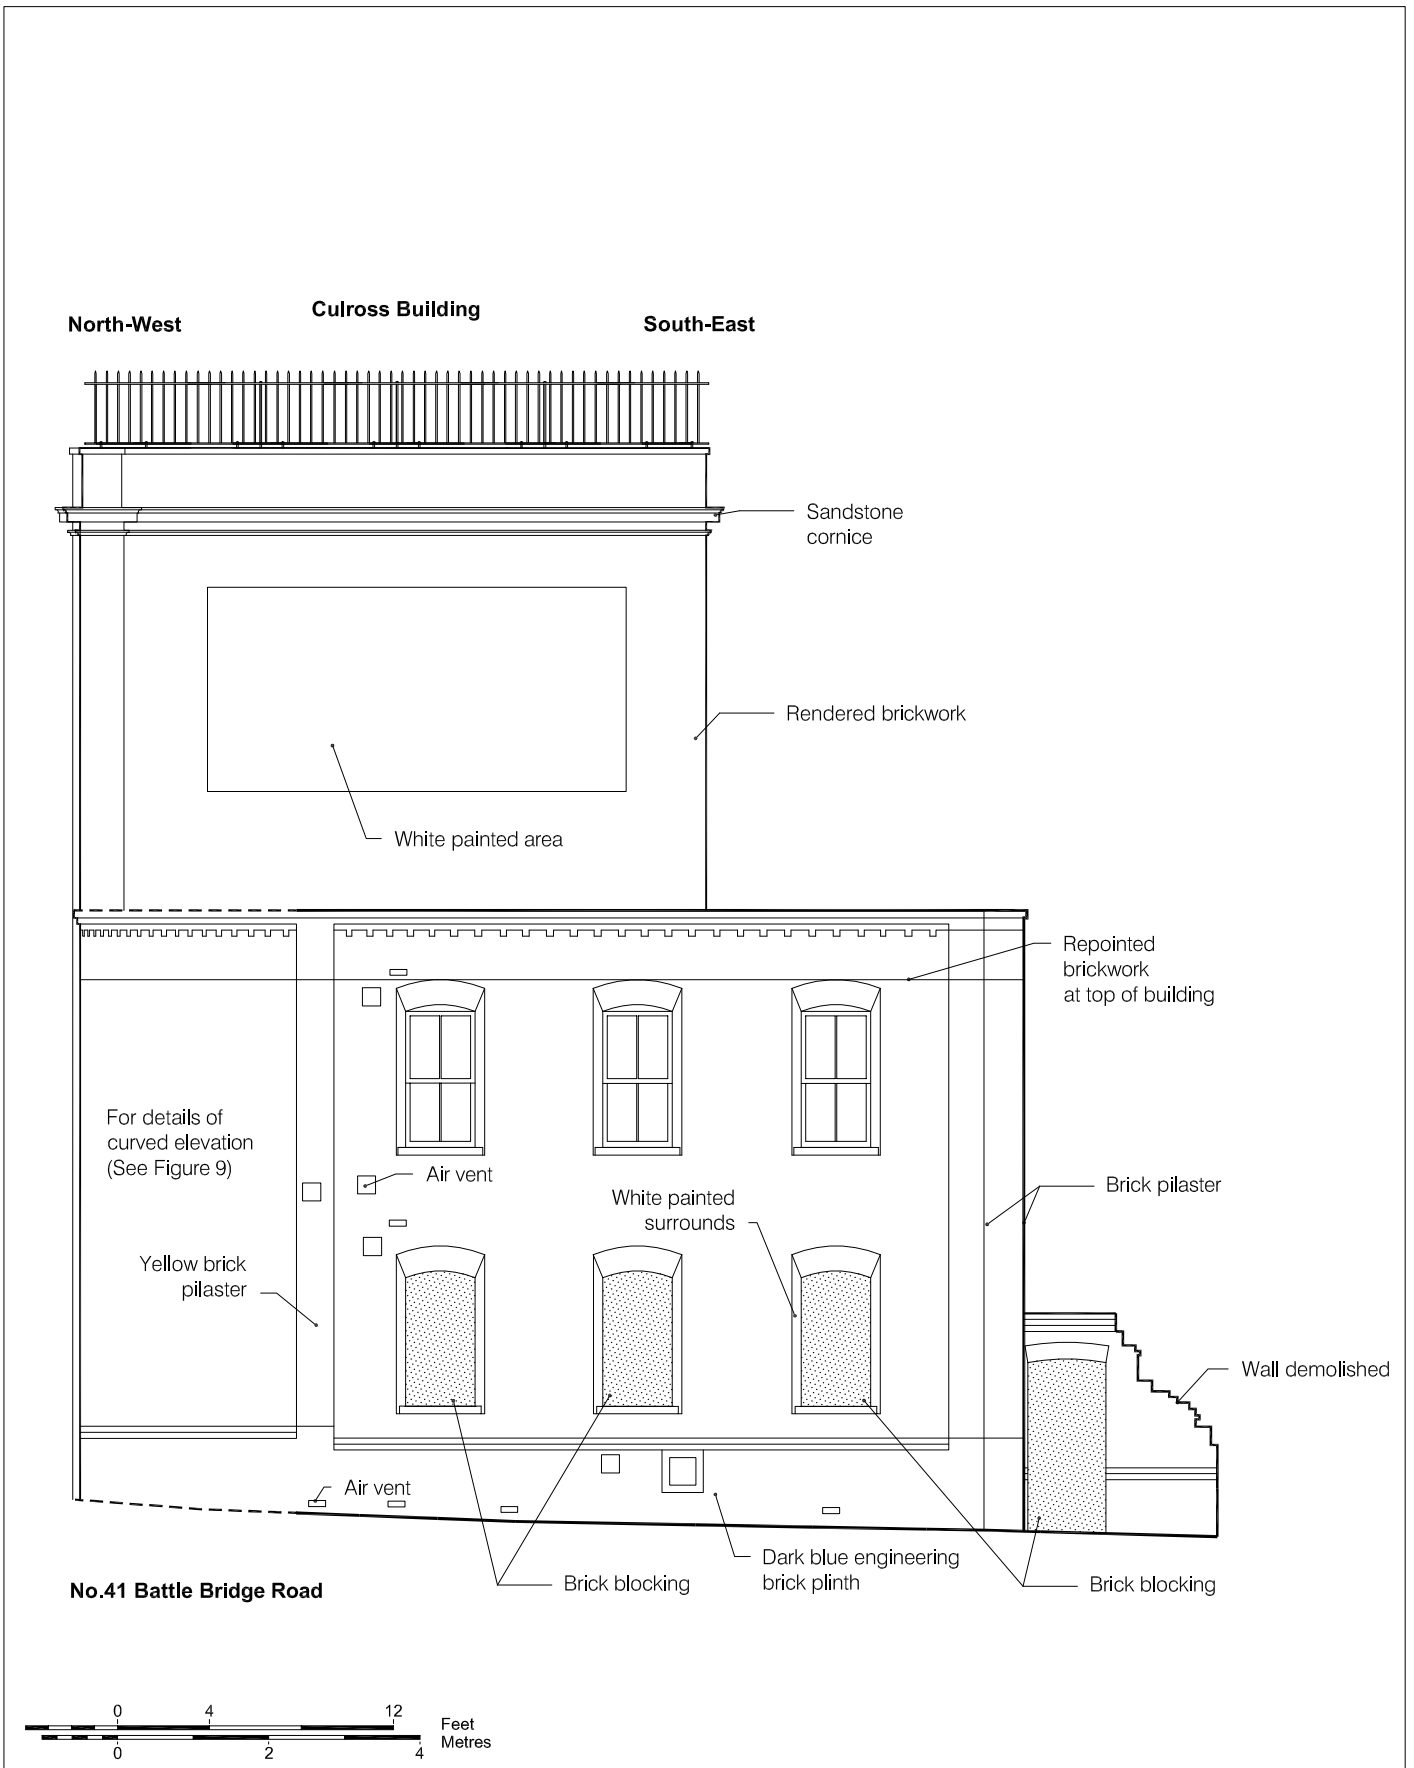 Culross Building
North-West
South-East
Sandstone
cornice
Rendered brickwork
White painted area
Repointed
brickwork
at top of building
For details of
curved elevation
(See Figure 9)
Air vent
White painted
surrounds
Brick pilaster
Yellow brick
pilaster
Wall demolished
Air vent
Dark blue engineering
brick plinth
Brick blocking
Brick blocking
No.41 Battle Bridge Road
0 4 12
Feet
Metres
0 2 4